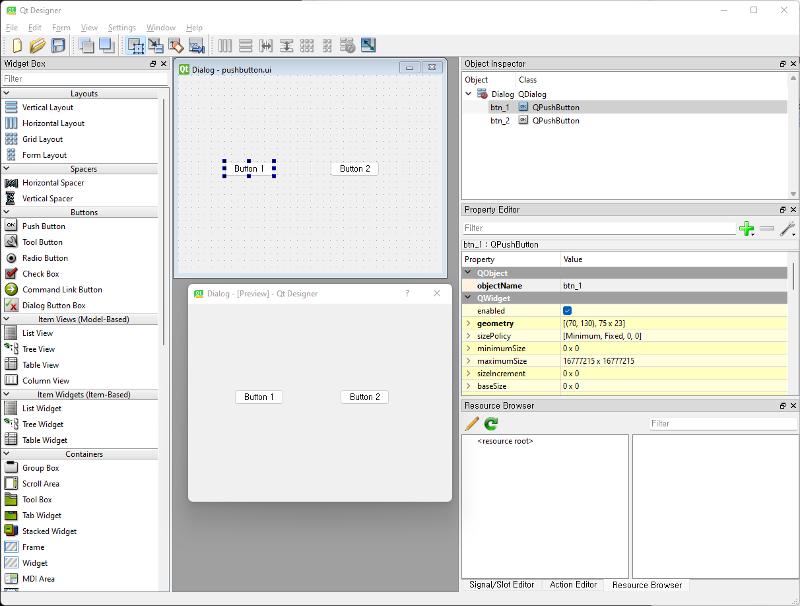 Qt Designer
File Edit Form View Settings Window Help
Widget Box
Filter
Layouts
Vertical Layout
Horizontal Layout
Grid Layout
Form Layout
Spacers
Horizontal Spacer
Vertical Spacer
Buttons
Push Button
Tool Button
Radio Button
Check Box
Command Link Button
Dialog Button Box
Item Views (Model-Based)
List View
Tree View
Table View
Column View
Item Widgets (Item-Based)
List Widget
Tree Widget
Table Widget
Containers
Group Box
Scroll Area
Tool Box
Tab Widget
Stacked Widget
Frame
Widget
MDI Area
Dialog - pushbutton.ui
Button 1 Button 2
Dialog - [Preview] - Qt Designer
Button 1 Button 2
Object Inspector
Object Class
Dialog QDialog
btn_1 QPushButton
btn_2 QPushButton
Property Editor
Filter
btn_1 : QPushButton
Property Value
QObject
objectName btn_1
QWidget
enabled
geometry [(70, 130), 75 x 23]
sizePolicy [Minimum, Fixed, 0, 0]
minimumSize 0 x 0
maximumSize 16777215 x 16777215
sizeIncrement 0 x 0
baseSize 0 x 0
Resource Browser
Filter
<resource root>
Signal/Slot Editor Action Editor Resource Browser